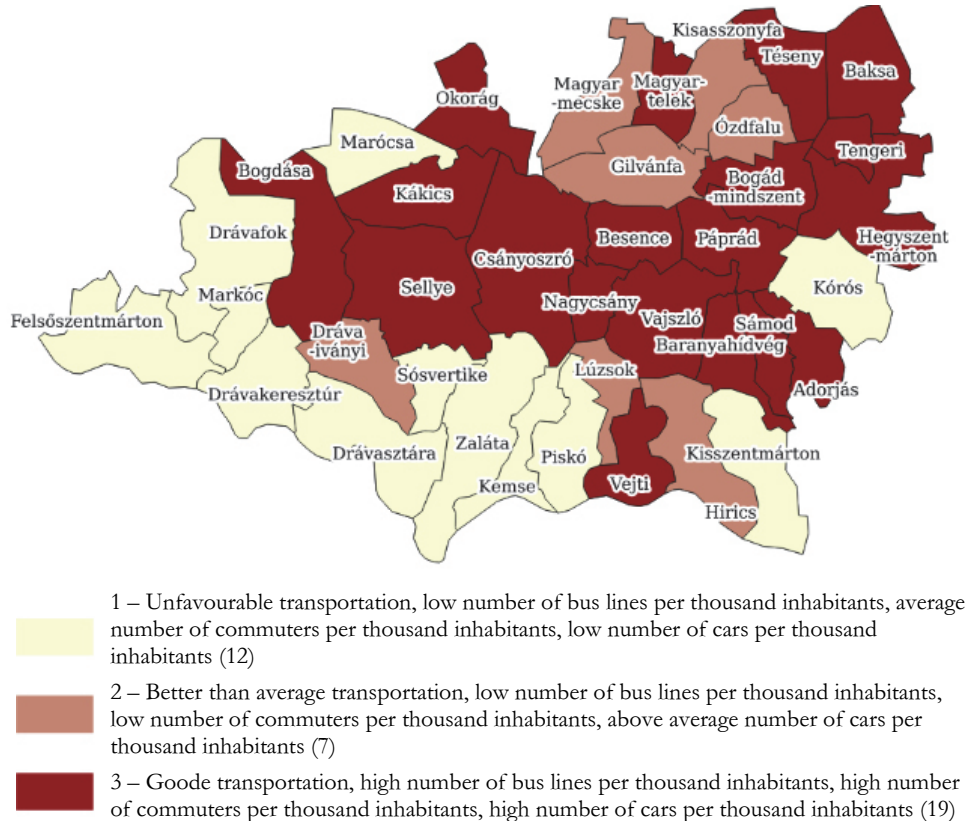 Kisasszonyfa
Téseny
Baksa
Magyar
-mecske
Magyar-
telek
Okorág
Ózdfalu
Marócsa
Tengeri
Bogdása
Gilvánfa
Bogád
-mindszent
Kákics
Drávafok
Besence
Páprád
Hegyszent
-márton
Csányoszró
Sellye
Kórós
Markóc
Nagycsány
Felsőszentmárton
Vajszló
Sámod
Dráva
-iványi
Baranyahídvég
Lúzsok
Sósvertike
Adorjás
Drávakeresztúr
Zaláta
Drávasztára
Piskó
Kisszentmárton
Kemse
Vejti
Hirics
1 – Unfavourable transportation, low number of bus lines per thousand inhabitants, average
number of commuters per thousand inhabitants, low number of cars per thousand
inhabitants (12)
2 – Better than average transportation, low number of bus lines per thousand inhabitants,
low number of commuters per thousand inhabitants, above average number of cars per
thousand inhabitants (7)
3 – Goode transportation, high number of bus lines per thousand inhabitants, high number
of commuters per thousand inhabitants, high number of cars per thousand inhabitants (19)